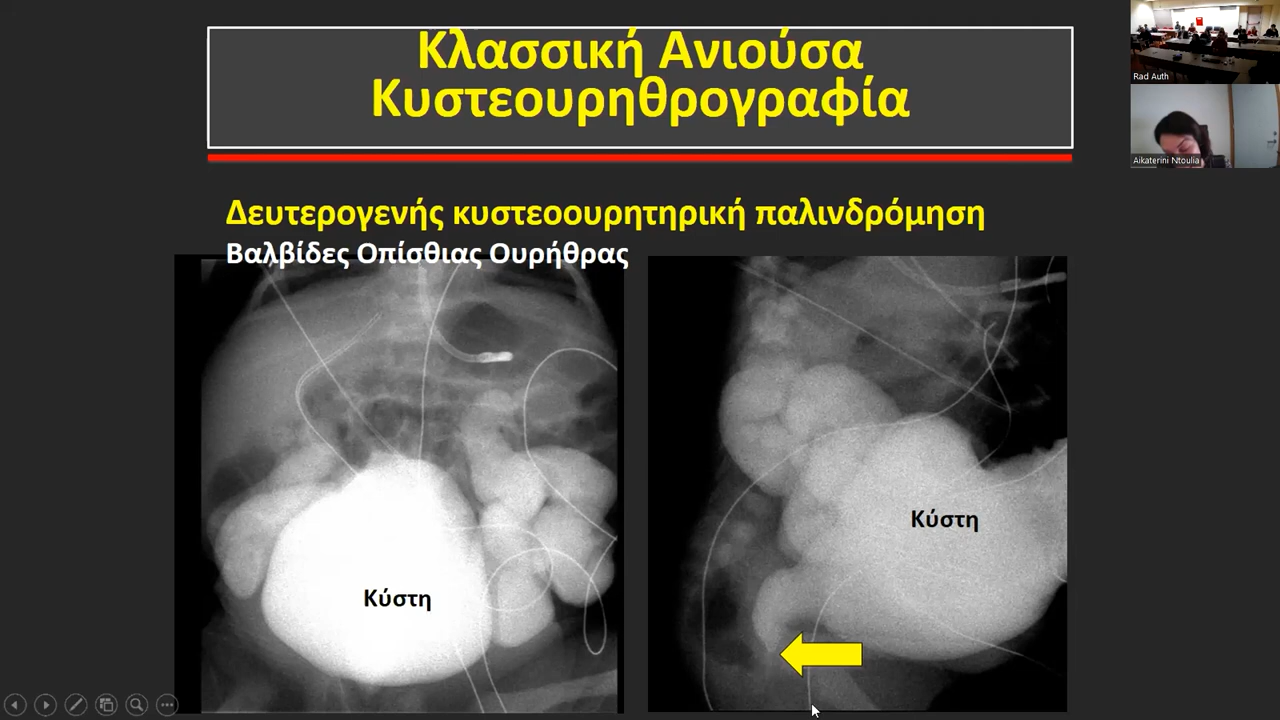 Κλασσική Ανιούσα
Κυστεουρηθρογραφία
Δευτερογενής κυστεοουρητηρική παλινδρόμηση
Βαλβίδες Οπίσθιας Ουρήθρας
Κύστη
Κύστη
Rad Auth
Aikaterini Ntoulia